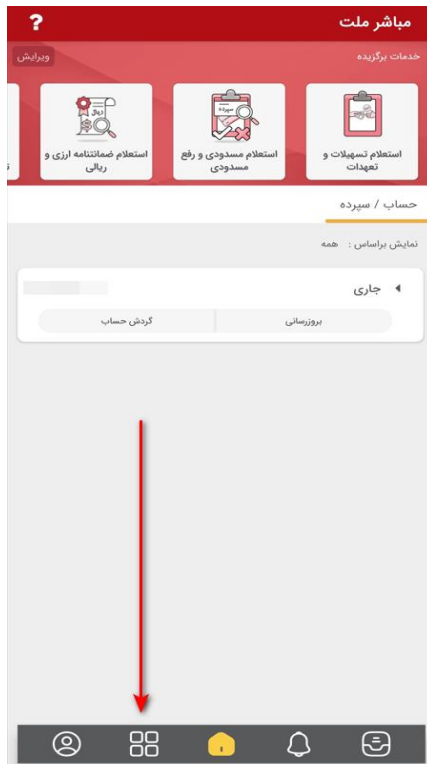 مباشر ملت
?
خدمات برگزیده
ویرایش
استعلام تسهیلات و
تعهدات
استعلام مسدودی و رفع
مسدودی
استعلام ضمانتنامه ارزی و
ریالی
حساب / سپرده
نمایش براساس : همه
جاری
بروزرسانی
گردش حساب